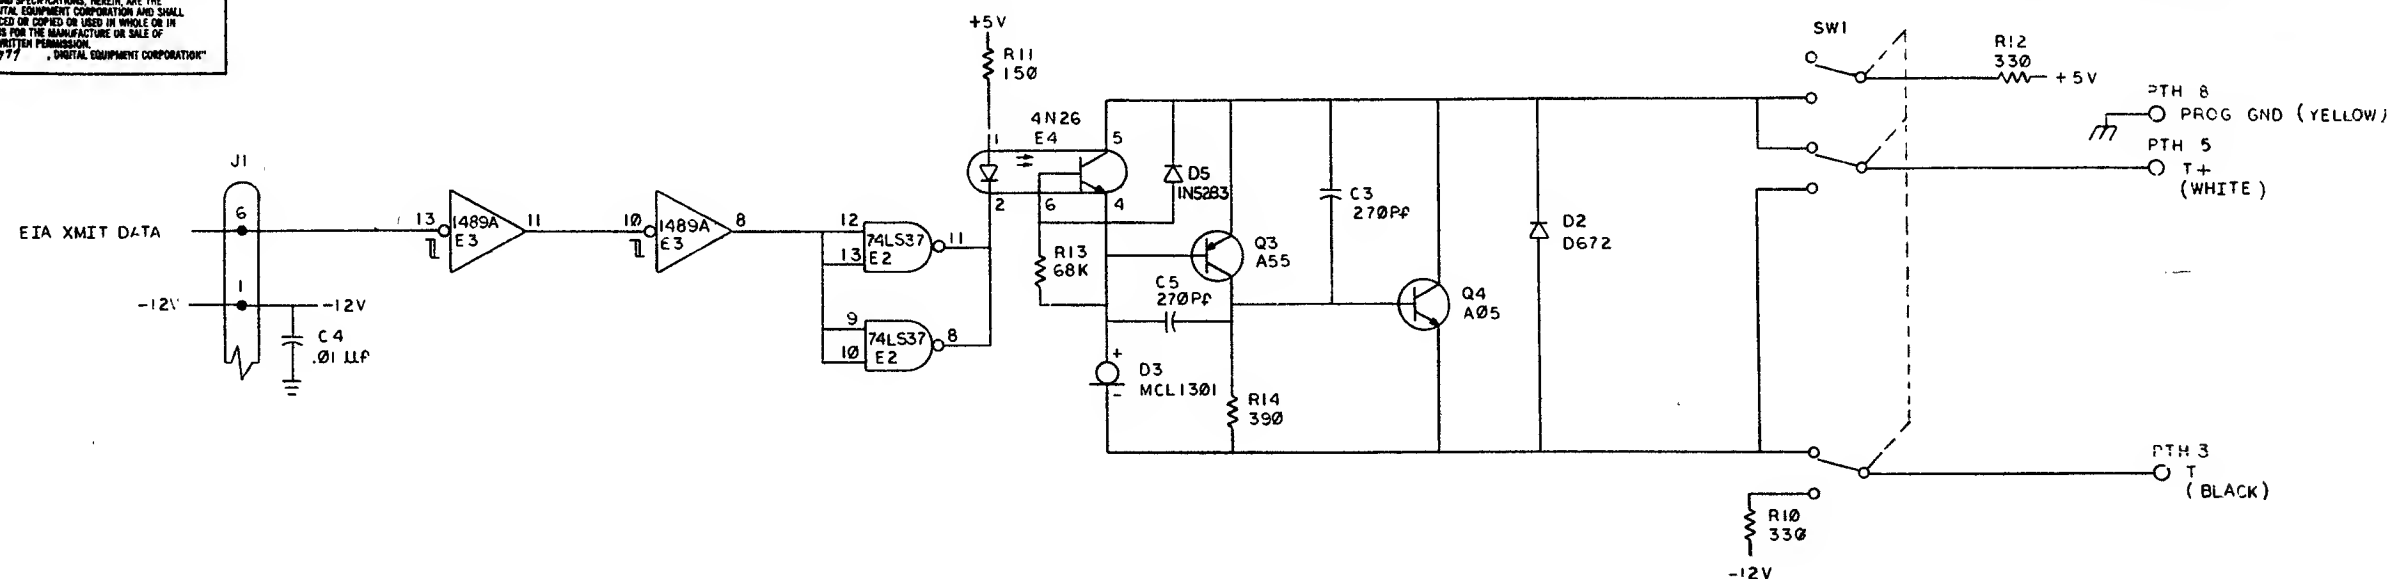 SPECIFICATIONS, HEREIN, ARE THE
EQUIPMENT CORPORATION AND SHALL
OR COPIED OR USED IN WHOLE OR IN
FOR THE MANUFACTURE OR SALE OF
WRITTEN PERMISSION.
, DIGITAL EQUIPMENT CORPORATION"
EIA XMIT DATA
J1
6
1
-12V
-12V
C4
.01 µf
13
1489A
E3
11
10
1489A
E3
8
12
13
74LS37
E2
11
9
10
74LS37
E2
8
+5V
R11
150
4N26
E4
1
2
5
6
4
D5
1N5283
R13
68K
C5
270Pf
D3
MCL1301
+
-
Q3
A55
R14
390
C3
270Pf
Q4
A05
D2
D672
SW1
R12
330
+5V
PTH 8
PROG GND (YELLOW)
PTH 5
T+
(WHITE)
PTH 3
T
(BLACK)
R10
330
-12V